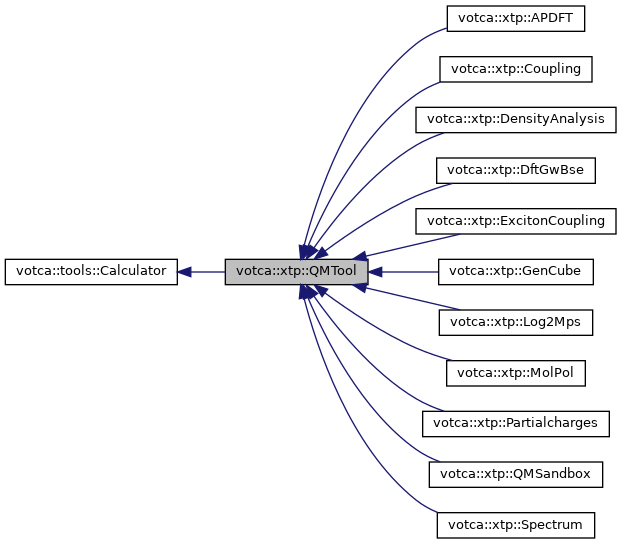 votca::xtp::APDFT
votca::xtp::Coupling
votca::xtp::DensityAnalysis
votca::xtp::DftGwBse
votca::xtp::ExcitonCoupling
votca::tools::Calculator
votca::xtp::QMTool
votca::xtp::GenCube
votca::xtp::Log2Mps
votca::xtp::MolPol
votca::xtp::Partialcharges
votca::xtp::QMSandbox
votca::xtp::Spectrum